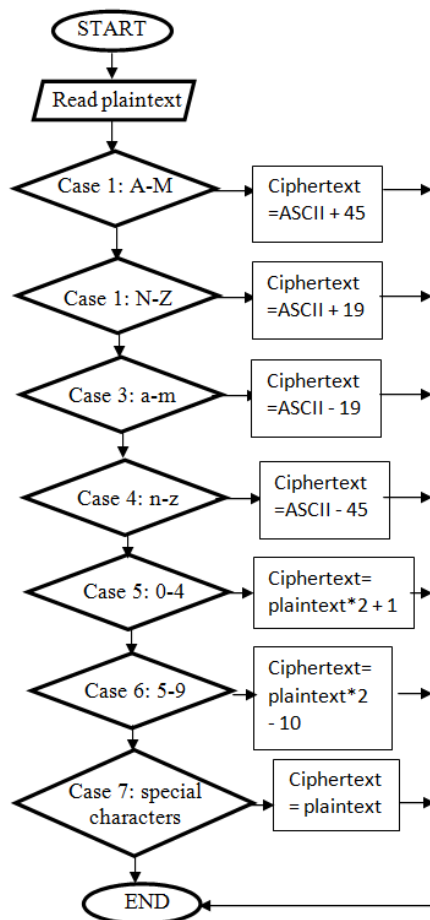 START
Read plaintext
Case 1: A-M
Ciphertext
=ASCII + 45
Case 1: N-Z
Ciphertext
=ASCII + 19
Case 3: a-m
Ciphertext
=ASCII - 19
Case 4: n-z
Ciphertext
=ASCII - 45
Case 5: 0-4
Ciphertext=
plaintext*2 + 1
Case 6: 5-9
Ciphertext=
plaintext*2
- 10
Case 7: special
characters
Ciphertext
= plaintext
END